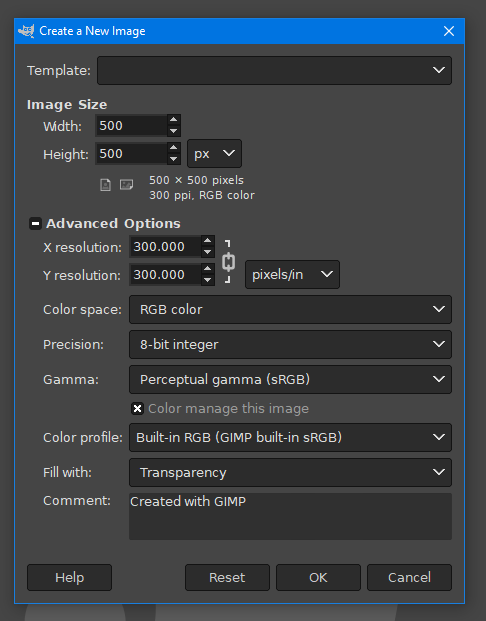 Create a New Image
Template:
Image Size
Width: 500
Height: 500 px
500 × 500 pixels
300 ppi, RGB color
Advanced Options
X resolution: 300.000
Y resolution: 300.000 pixels/in
Color space: RGB color
Precision: 8-bit integer
Gamma: Perceptual gamma (sRGB)
Color manage this image
Color profile: Built-in RGB (GIMP built-in sRGB)
Fill with: Transparency
Comment: Created with GIMP
Help Reset OK Cancel